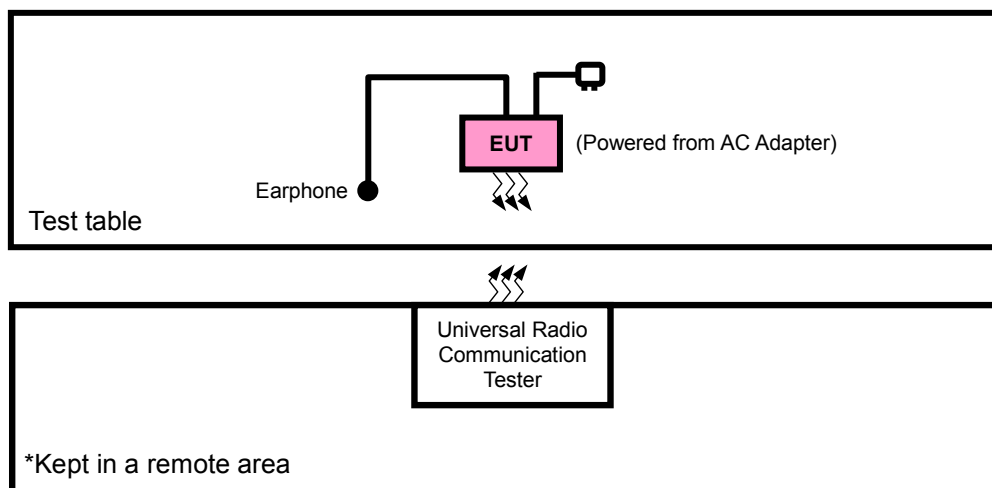 EUT
(Powered from AC Adapter)
Earphone
Test table
Universal Radio
Communication
Tester
*Kept in a remote area